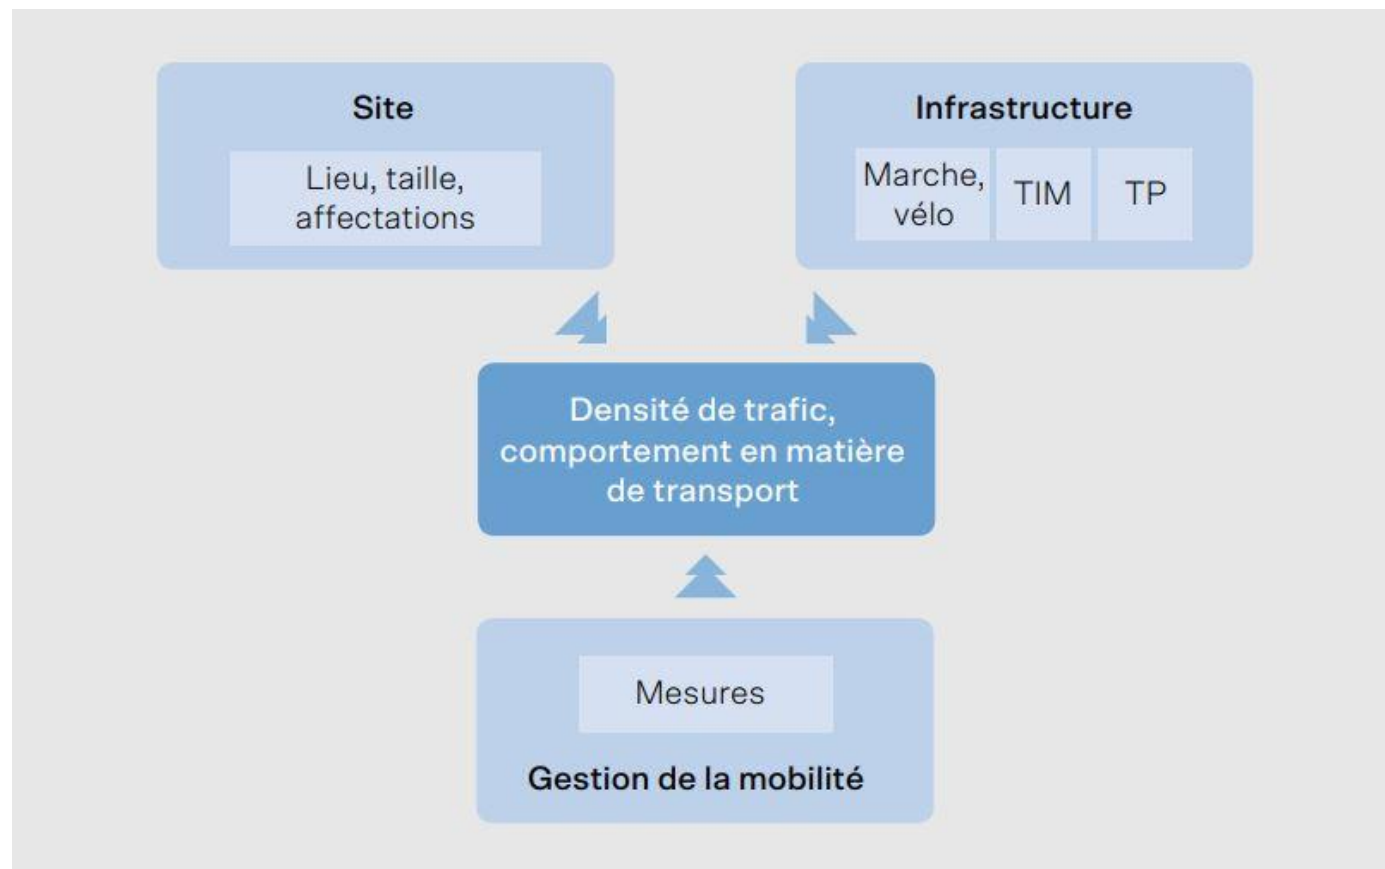 Site
Lieu, taille,
affectations
Infrastructure
Marche,
vélo
TIM
TP
Densité de trafic,
comportement en matière
de transport
Mesures
Gestion de la mobilité